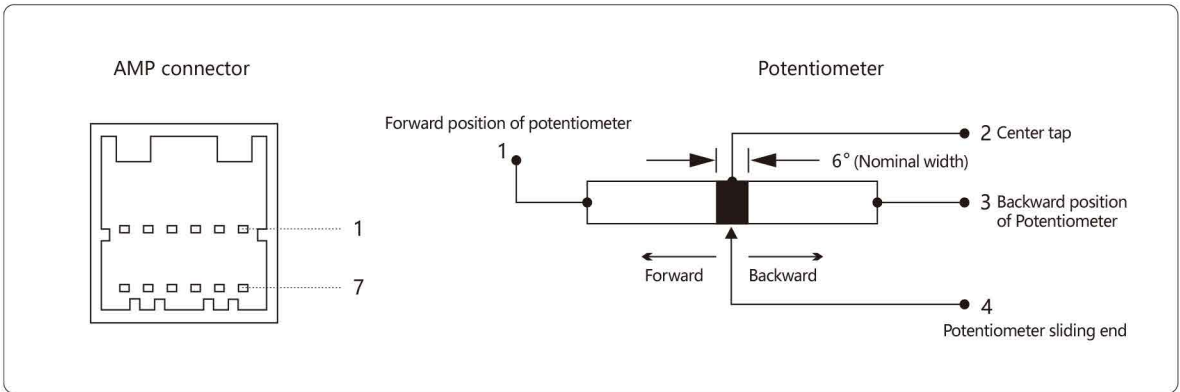 AMP connector
Potentiometer
Forward position of potentiometer
1
2 Center tap
6° (Nominal width)
3 Backward position
of Potentiometer
1
7
Forward
Backward
4
Potentiometer sliding end